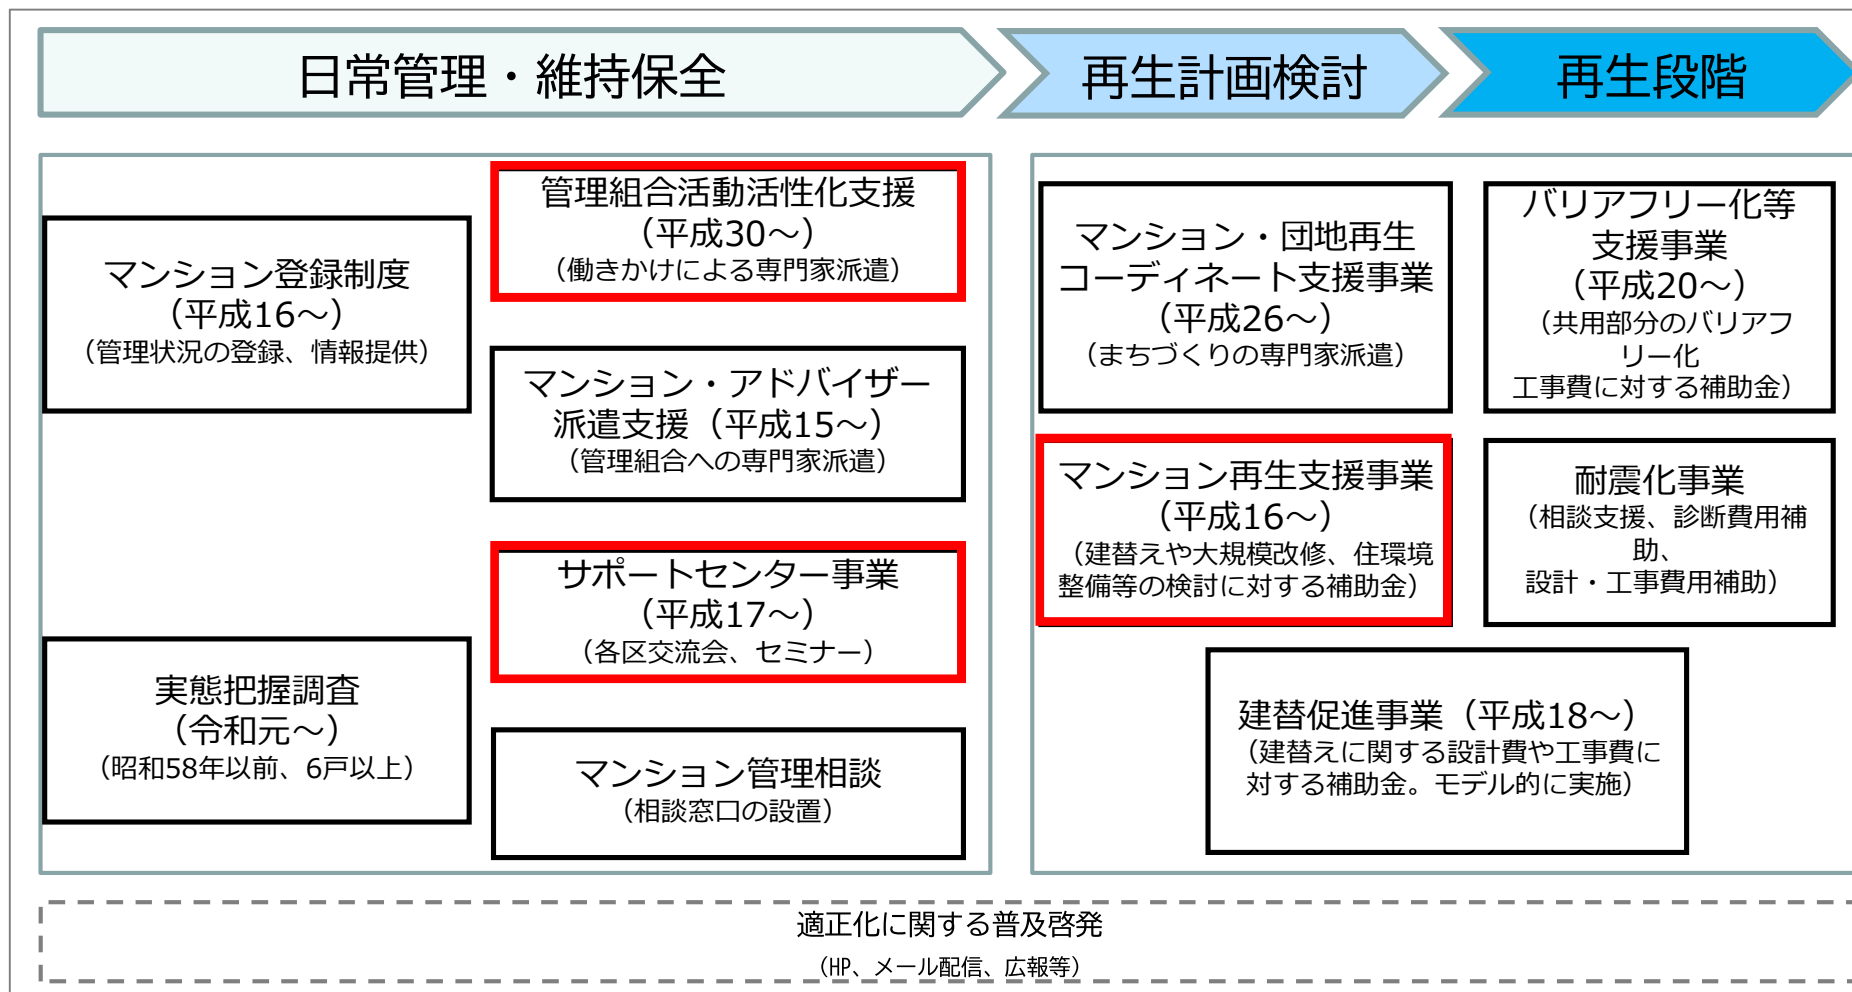 日常管理・維持保全
再生計画検討
再生段階
マンション登録制度
（平成16～）
（管理状況の登録、情報提供）
実態把握調査
（令和元～）
（昭和58年以前、6戸以上）
管理組合活動活性化支援
（平成30～）
（働きかけによる専門家派遣）
マンション・アドバイザー
派遣支援（平成15～）
（管理組合への専門家派遣）
サポートセンター事業
（平成17～）
（各区交流会、セミナー）
マンション管理相談
（相談窓口の設置）
マンション・団地再生
コーディネート支援事業
（平成26～）
（まちづくりの専門家派遣）
マンション再生支援事業
（平成16～）
（建替えや大規模改修、住環境
整備等の検討に対する補助金）
バリアフリー化等
支援事業
（平成20～）
（共用部分のバリアフ
リー化
工事費に対する補助金）
耐震化事業
（相談支援、診断費用補
助、
設計・工事費用補助）
建替促進事業（平成18～）
（建替えに関する設計費や工事費に
対する補助金。モデル的に実施）
適正化に関する普及啓発
（HP、メール配信、広報等）